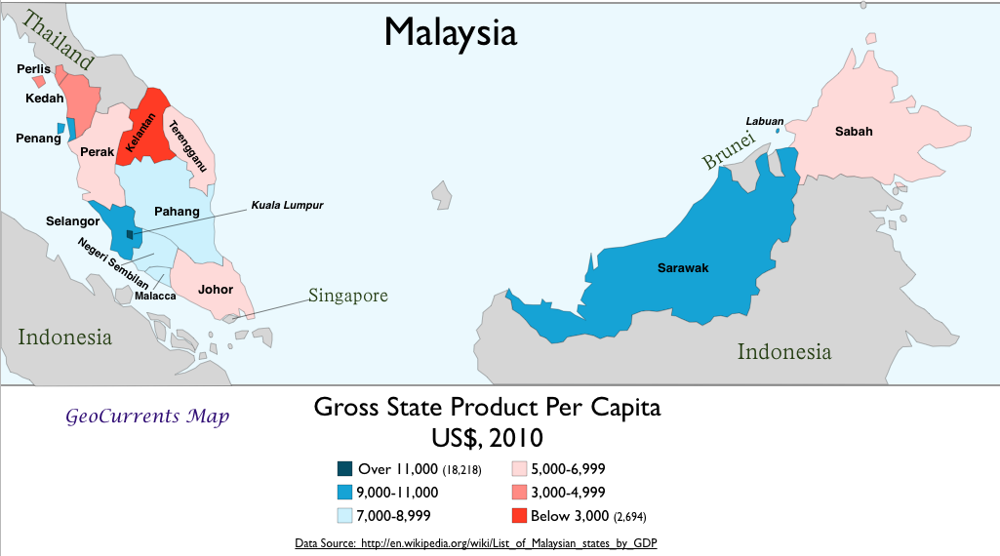 Malaysia
Thailand
Perlis
Kedah
Penang
Perak
Kelantan
Terengganu
Labuan
Sabah
Brunei
Pahang
Kuala Lumpur
Selangor
Negeri Sembilan
Malacca
Johor
Singapore
Sarawak
Indonesia
Indonesia
GeoCurrents Map
Gross State Product Per Capita
US$, 2010
Over 11,000 (18,218)
9,000-11,000
7,000-8,999
5,000-6,999
3,000-4,999
Below 3,000 (2,694)
Data Source: http://en.wikipedia.org/wiki/List_of_Malaysian_states_by_GDP